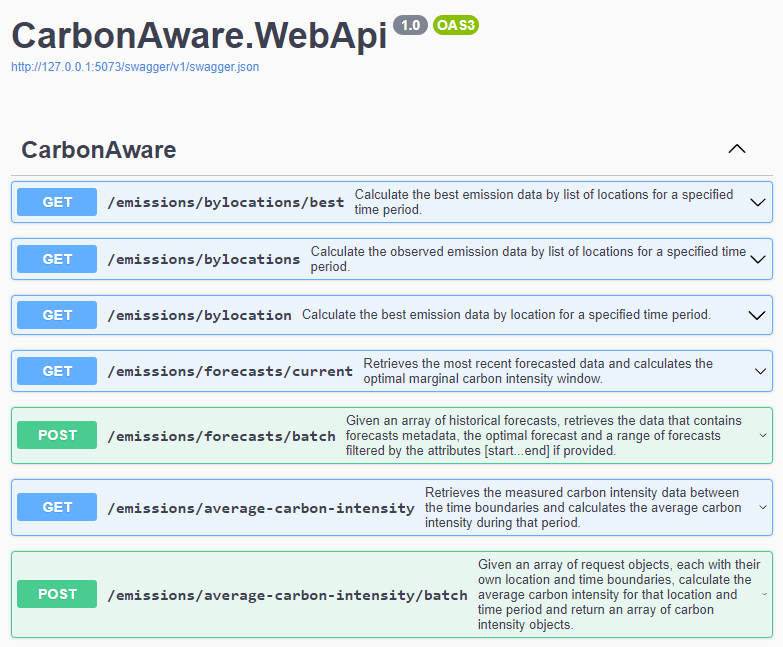 CarbonAware.WebApi 1.0 OAS3
http://127.0.0.1:5073/swagger/v1/swagger.json
CarbonAware
GET /emissions/bylocations/best Calculate the best emission data by list of locations for a specified
time period.
GET /emissions/bylocations Calculate the observed emission data by list of locations for a specified time
period.
GET /emissions/bylocation Calculate the best emission data by location for a specified time period.
GET /emissions/forecasts/current Retrieves the most recent forecasted data and calculates the
optimal marginal carbon intensity window.
POST /emissions/forecasts/batch Given an array of historical forecasts, retrieves the data that contains
forecasts metadata, the optimal forecast and a range of forecasts
filtered by the attributes [start...end] if provided.
GET /emissions/average-carbon-intensity Retrieves the measured carbon intensity data between
the time boundaries and calculates the average carbon
intensity during that period.
POST /emissions/average-carbon-intensity/batch Given an array of request objects, each with their
own location and time boundaries, calculate the
average carbon intensity for that location and
time period and return an array of carbon
intensity objects.